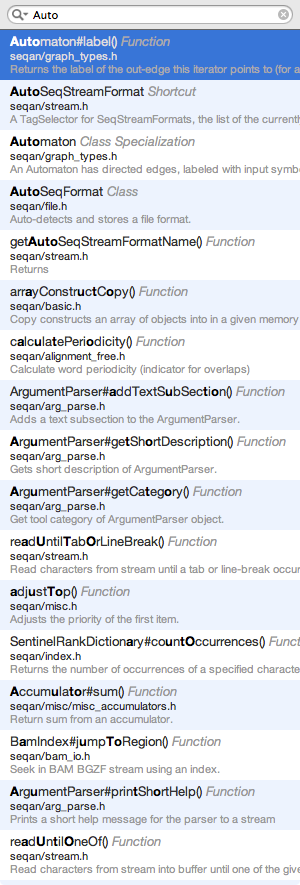 Auto
Automaton#label() Function
seqan/graph_types.h
Returns the label of the out-edge this iterator points to (for a
AutoSeqStreamFormat Shortcut
seqan/stream.h
A TagSelector for SeqStreamFormats, the list of the current
Automaton Class Specialization
seqan/graph_types.h
An Automaton has directed edges, labeled with input symb
AutoSeqFormat Class
seqan/file.h
Auto-detects and stores a file format.
getAutoSeqStreamFormatName() Function
seqan/stream.h
Returns
arrayConstructCopy() Function
seqan/basic.h
Copy constructs an array of objects into in a given memory
calculatePeriodicity() Function
seqan/alignment_free.h
Calculate word periodicity (indicator for overlaps)
ArgumentParser#addTextSubSection() Function
seqan/arg_parse.h
Adds a text subsection to the ArgumentParser.
ArgumentParser#getShortDescription() Function
seqan/arg_parse.h
Gets short description of ArgumentParser.
ArgumentParser#getCategory() Function
seqan/arg_parse.h
Get tool category of ArgumentParser object.
readUntilTabOrLineBreak() Function
seqan/stream.h
Read characters from stream until a tab or line-break occur
adjustTop() Function
seqan/misc.h
Adjusts the priority of the first item.
SentinelRankDictionary#countOccurrences() Funct
seqan/index.h
Returns the number of occurrences of a specified characte
Accumulator#sum() Function
seqan/misc/misc_accumulators.h
Return sum from an accumulator.
BamIndex#jumpToRegion() Function
seqan/bam_io.h
Seek in BAM BGZF stream using an index.
ArgumentParser#printShortHelp() Function
seqan/arg_parse.h
Prints a short help message for the parser to a stream
readUntilOneOf() Function
seqan/stream.h
Read characters from stream into buffer until one of the give